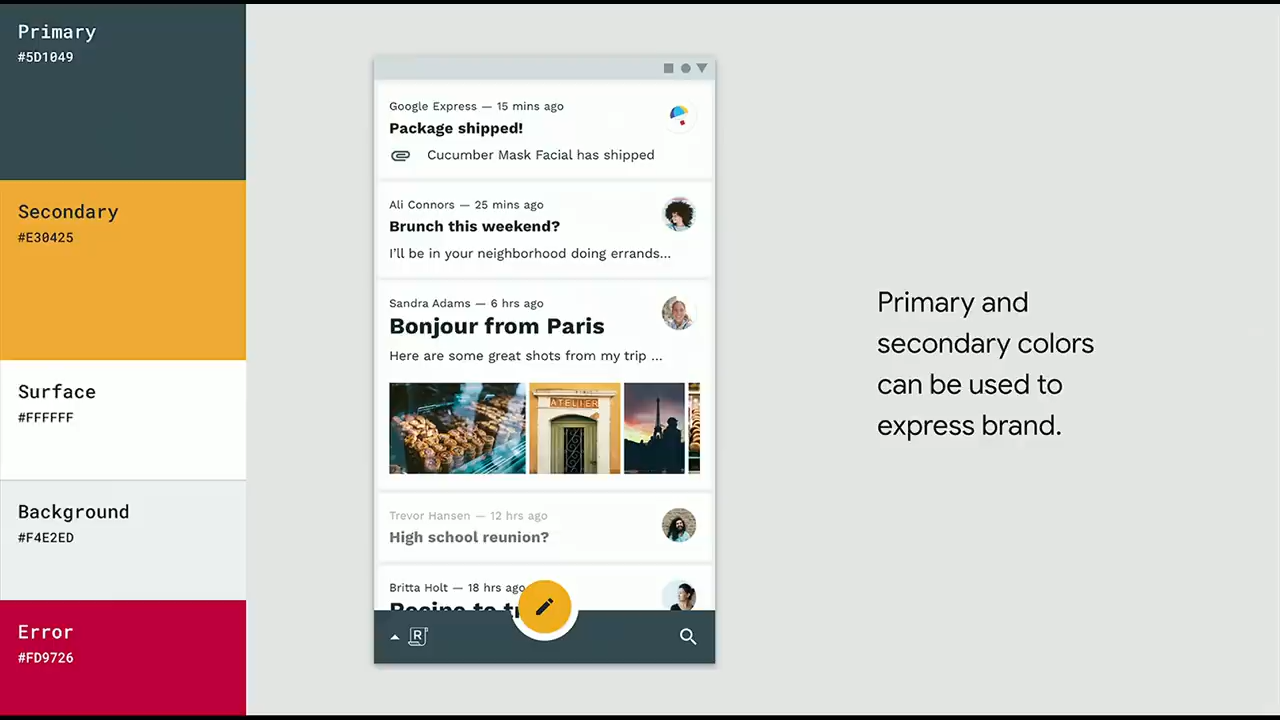 Primary
#5D1049
Secondary
#E30425
Surface
#FFFFFF
Background
#F4E2ED
Error
#FD9726
Google Express — 15 mins ago
Package shipped!
Cucumber Mask Facial has shipped
Ali Connors — 25 mins ago
Brunch this weekend?
I'll be in your neighborhood doing errands...
Sandra Adams — 6 hrs ago
Bonjour from Paris
Here are some great shots from my trip ...
ATELIER
Trevor Hansen — 12 hrs ago
High school reunion?
Britta Holt — 18 hrs ago
Recipe to tr
R
Primary and
secondary colors
can be used to
express brand.